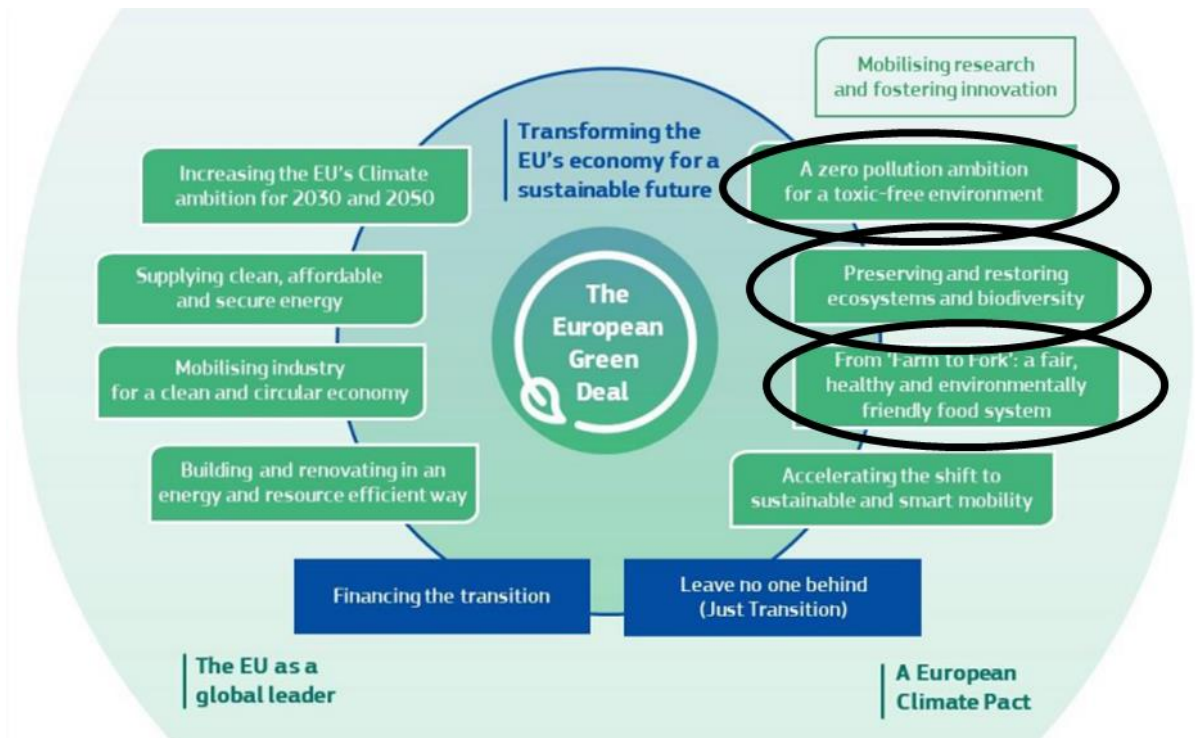 Mobilising research
and fostering innovation
Transforming the
EU's economy for a
sustainable future
Increasing the EU's Climate
ambition for 2030 and 2050
Supplying clean, affordable
and secure energy
Mobilising industry
for a clean and circular economy
Building and renovating in an
energy and resource efficient way
The
European
Green
Deal
A zero pollution ambition
for a toxic-free environment
Preserving and restoring
ecosystems and biodiversity
From 'Farm to Fork': a fair,
healthy and environmentally
friendly food system
Accelerating the shift to
sustainable and smart mobility
Financing the transition
Leave no one behind
(Just Transition)
The EU as a
global leader
A European
Climate Pact